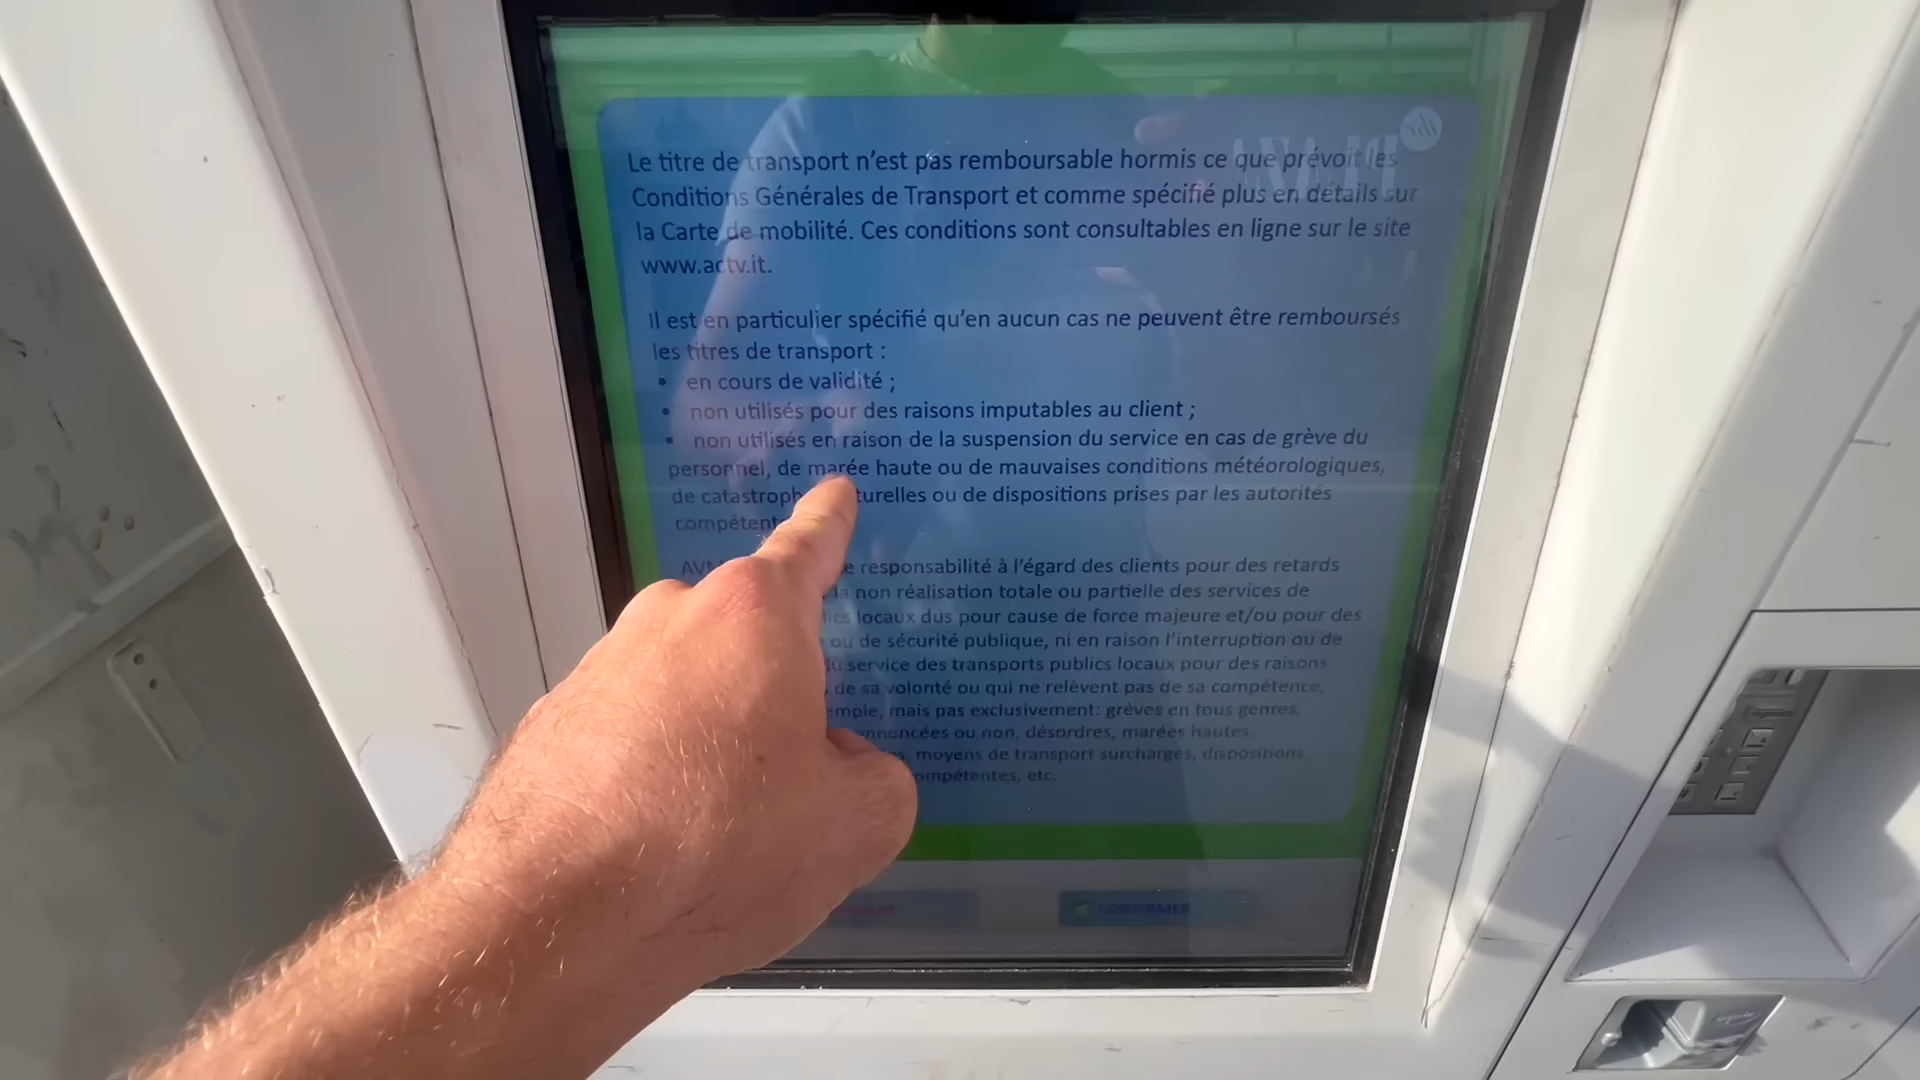 Le titre de transport n'est pas remboursable hormis ce que prévoit les
Conditions Générales de Transport et comme spécifié plus en détails sur
la Carte de mobilité. Ces conditions sont consultables en ligne sur le site
www.actv.it.
Il est en particulier spécifié qu'en aucun cas ne peuvent être remboursés
les titres de transport :
• en cours de validité ;
• non utilisés pour des raisons imputables au client ;
• non utilisés en raison de la suspension du service en cas de grève du
personnel, de marée haute ou de mauvaises conditions météorologiques,
de catastroph turelles ou de dispositions prises par les autorités
compétent
responsabilité à l'égard des clients pour des retards
la non réalisation totale ou partielle des services de
locaux dus pour cause de force majeure et/ou pour des
ou de sécurité publique, ni en raison l'interruption ou de
service des transports publics locaux pour des raisons
de sa volonté ou qui ne relèvent pas de sa compétence,
mais pas exclusivement: grèves en tous genres,
ou non, désordres, marées hautes,
moyens de transport surchargés, dispositions
ompétentes, etc.